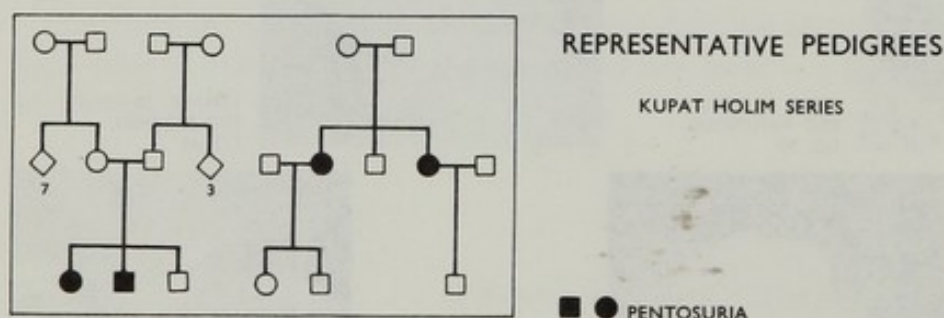 REPRESENTATIVE PEDIGREES
KUPAT HOLIM SERIES
7
3
PENTOSURIA